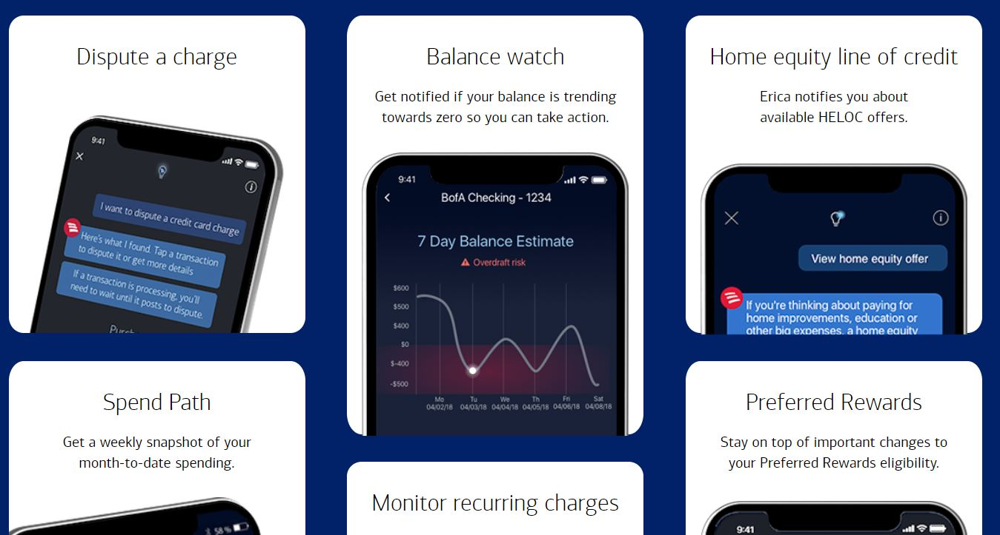 Dispute a charge
9:41
I want to dispute a credit card charge
Here's what I found. Tap a transaction
to dispute it or get more details
If a transaction is processing, you'll
need to wait until it posts to dispute.
Balance watch
Get notified if your balance is trending
towards zero so you can take action.
9:41
BofA Checking - 1234
7 Day Balance Estimate
Overdraft risk
$600
$500
$400
$0
$-400
-$500
Mo Tu We Th Fri Sat
04/02/18 04/03/18 04/04/18 04/05/18 04/06/18 04/08/18
Home equity line of credit
Erica notifies you about
available HELOC offers.
View home equity offer
If you're thinking about paying for
home improvements, education or
other big expenses, a home equity
Spend Path
Get a weekly snapshot of your
month-to-date spending.
58 %
Monitor recurring charges
Preferred Rewards
Stay on top of important changes to
your Preferred Rewards eligibility.
9:41